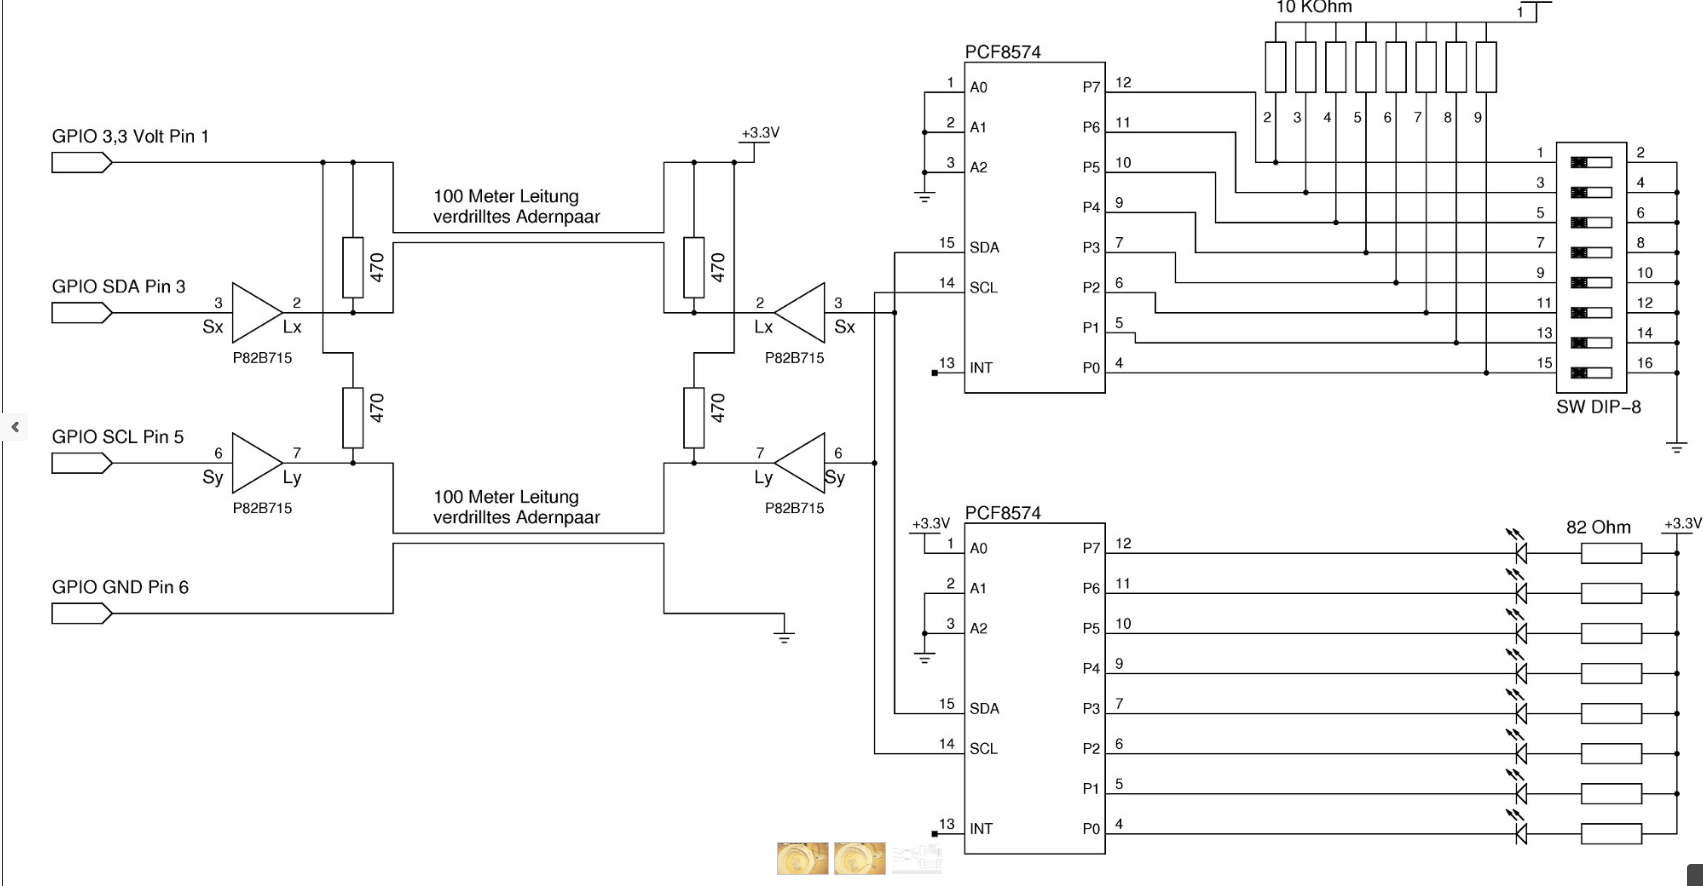 10 KOhm
1
PCF8574
1 A0 P7 12
2 A1 P6 11
3 A2 P5 10
P4 9
15 SDA P3 7
14 SCL P2 6
P1 5
13 INT P0 4
2 3 4 5 6 7 8 9
1 2
3 4
5 6
7 8
9 10
11 12
13 14
15 16
SW DIP-8
GPIO 3,3 Volt Pin 1
+3.3V
100 Meter Leitung
verdrilltes Adernpaar
470
470
GPIO SDA Pin 3
3 2
Sx Lx
P82B715
2 3
Lx Sx
P82B715
470
470
GPIO SCL Pin 5
6 7
Sy Ly
P82B715
7 6
Ly Sy
P82B715
100 Meter Leitung
verdrilltes Adernpaar
GPIO GND Pin 6
PCF8574
+3.3V
1 A0 P7 12
2 A1 P6 11
3 A2 P5 10
P4 9
15 SDA P3 7
14 SCL P2 6
P1 5
13 INT P0 4
82 Ohm
+3.3V